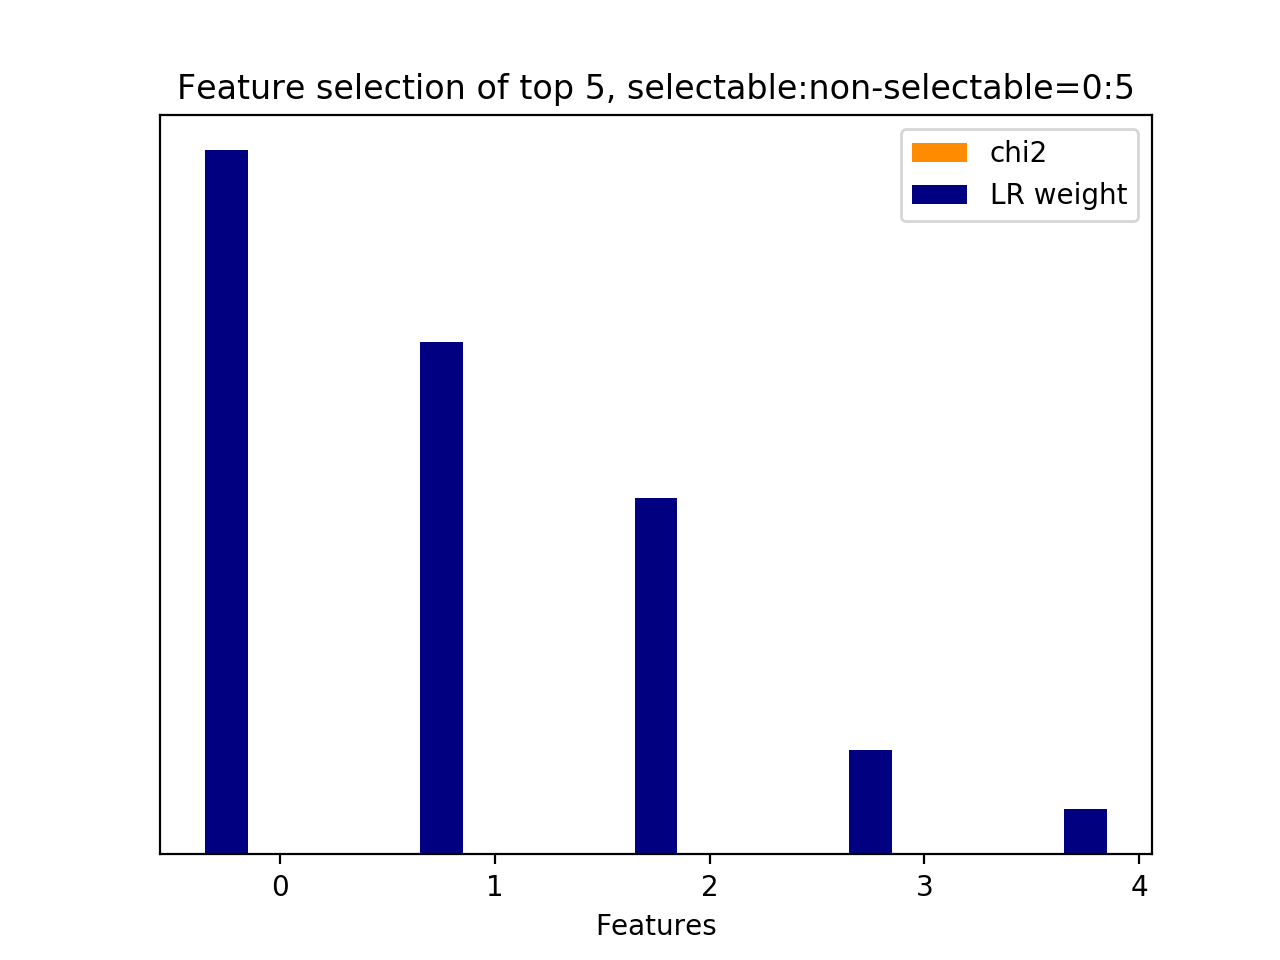 Feature selection of top 5, selectable:non-selectable=0:5
chi2
LR weight
0 1 2 3 4
Features